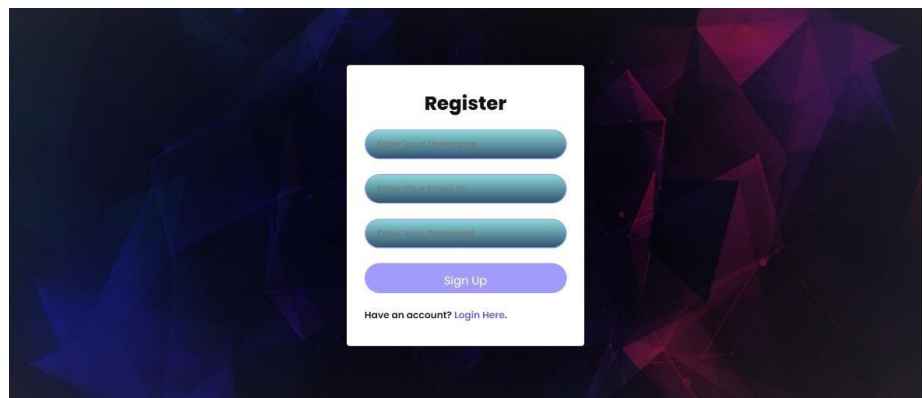 Register
Enter Your Username
Enter Your Email ID
Enter Your Password
Sign Up
Have an account? Login Here.